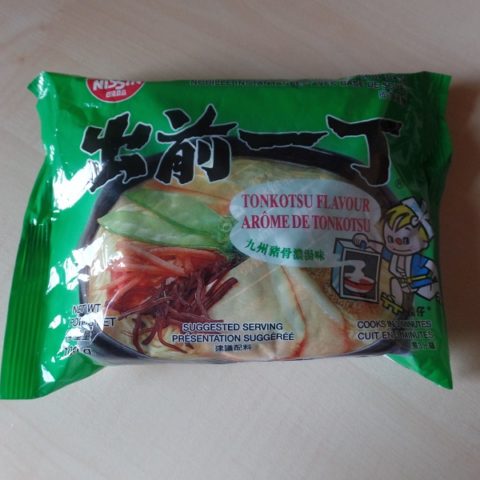 NISSIN
出前一丁
TONKOTSU FLAVOUR
ARÔME DE TONKOTSU
九州豬骨濃湯味
NET WT
SUGGESTED SERVING
PRÉSENTATION SUGGÉRÉE
建議配料
COOKS IN 3 MINUTES
CUIT EN 3 MINUTES